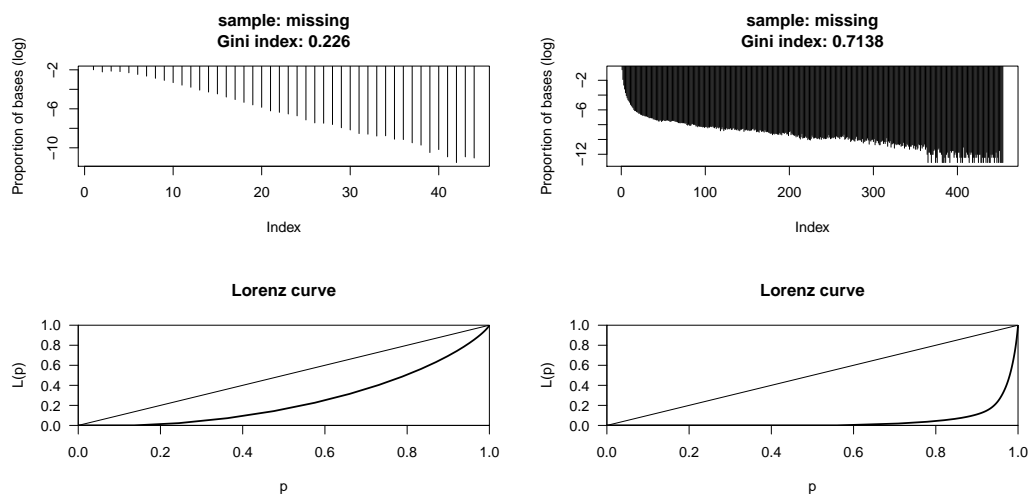 sample: missing
Gini index: 0.226
Proportion of bases (log)
-2
-6
-10
0 10 20 30 40
Index
sample: missing
Gini index: 0.7138
Proportion of bases (log)
-2
-6
-12
0 100 200 300 400
Index
Lorenz curve
L(p)
1.0
0.8
0.6
0.4
0.2
0.0
0.0 0.2 0.4 0.6 0.8 1.0
p
Lorenz curve
L(p)
1.0
0.8
0.6
0.4
0.2
0.0
0.0 0.2 0.4 0.6 0.8 1.0
p